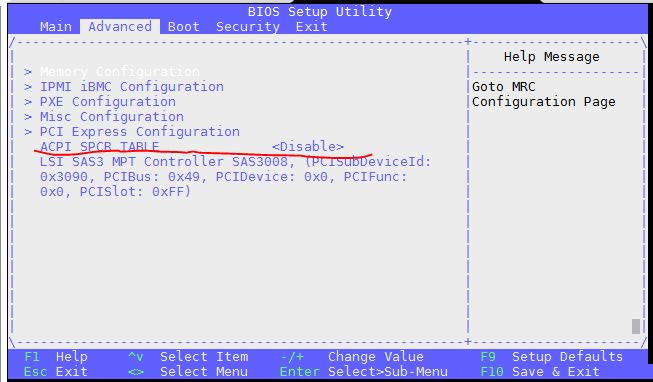 BIOS Setup Utility
Main Advanced Boot Security Exit
Help Message
> Memory Configuration
> IPMI iBMC Configuration
> PXE Configuration
> Misc Configuration
> PCI Express Configuration
ACPI SPCR TABLE <Disable>
LSI SAS3 MPT Controller SAS3008, (PCISubDeviceId:
0x3090, PCIBus: 0x49, PCIDevice: 0x0, PCIFunc:
0x0, PCISlot: 0xFF)
Goto MRC
Configuration Page
F1 Help ^v Select Item -/+ Change Value F9 Setup Defaults
Esc Exit <> Select Menu Enter Select>Sub-Menu F10 Save & Exit